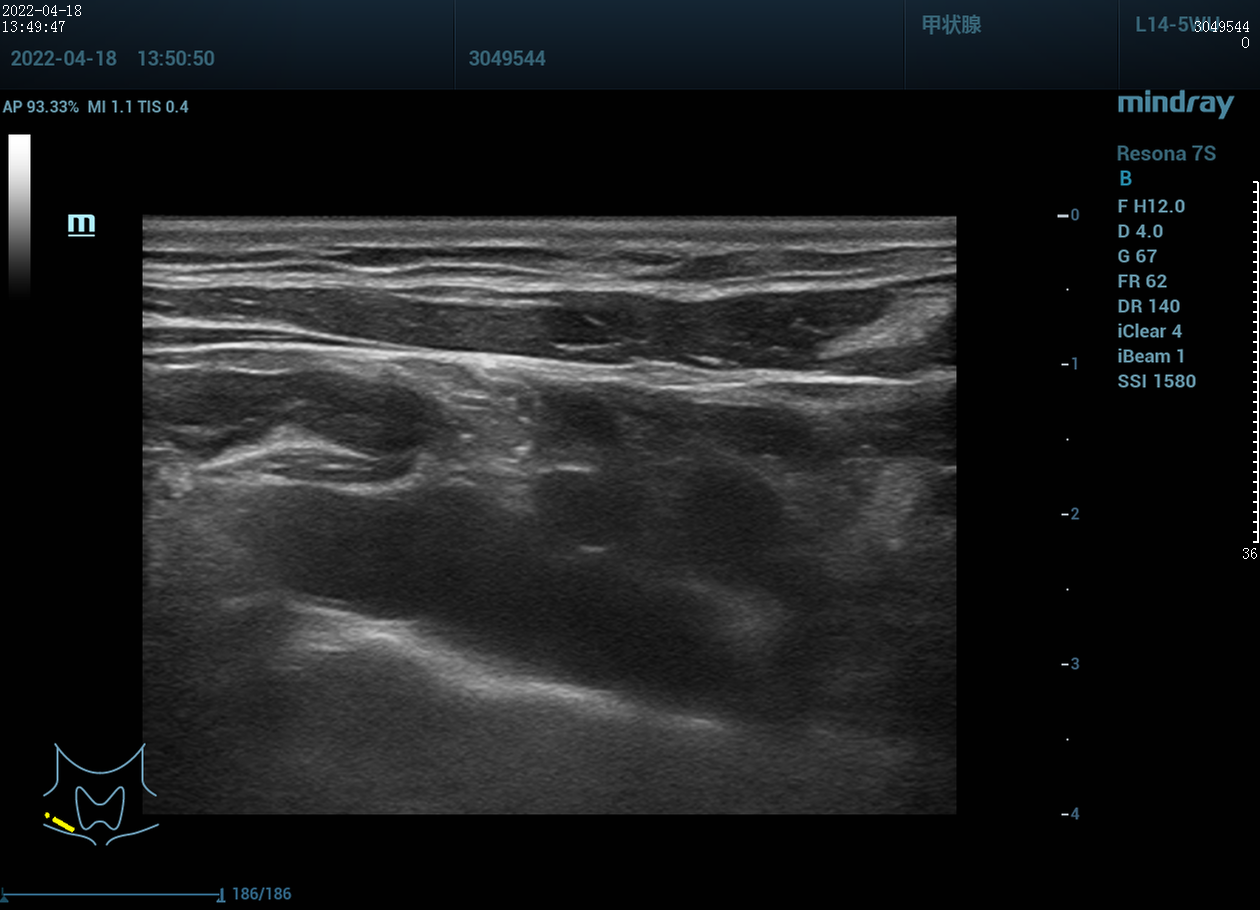 2022-04-18
13:49:47
甲状腺
3049544
0
2022-04-18 13:50:50
3049544
AP 93.33% MI 1.1 TIS 0.4
mindray
Resona 7S
B
F H12.0
D 4.0
G 67
FR 62
DR 140
iClear 4
iBeam 1
SSI 1580
m
0
1
2
3
4
36
186/186